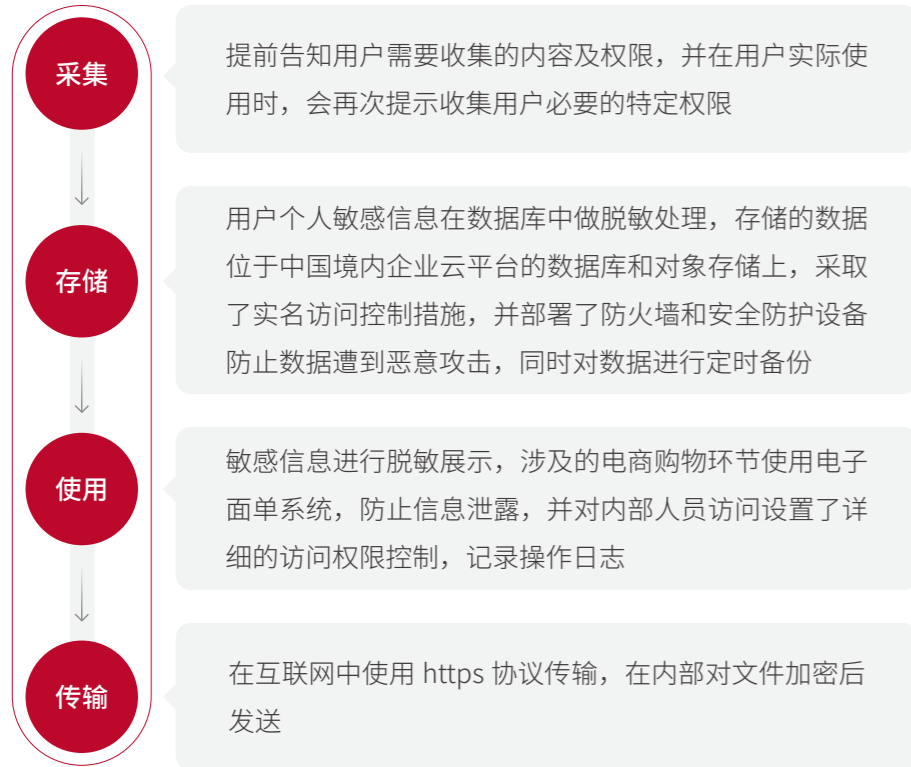 采集
提前告知用户需要收集的内容及权限，并在用户实际使
用时，会再次提示收集用户必要的特定权限
存储
用户个人敏感信息在数据库中做脱敏处理，存储的数据
位于中国境内企业云平台的数据库和对象存储上，采取
了实名访问控制措施，并部署了防火墙和安全防护设备
防止数据遭到恶意攻击，同时对数据进行定时备份
使用
敏感信息进行脱敏展示，涉及的电商购物环节使用电子
面单系统，防止信息泄露，并对内部人员访问设置了详
细的访问权限控制，记录操作日志
传输
在互联网中使用 https 协议传输，在内部对文件加密后
发送